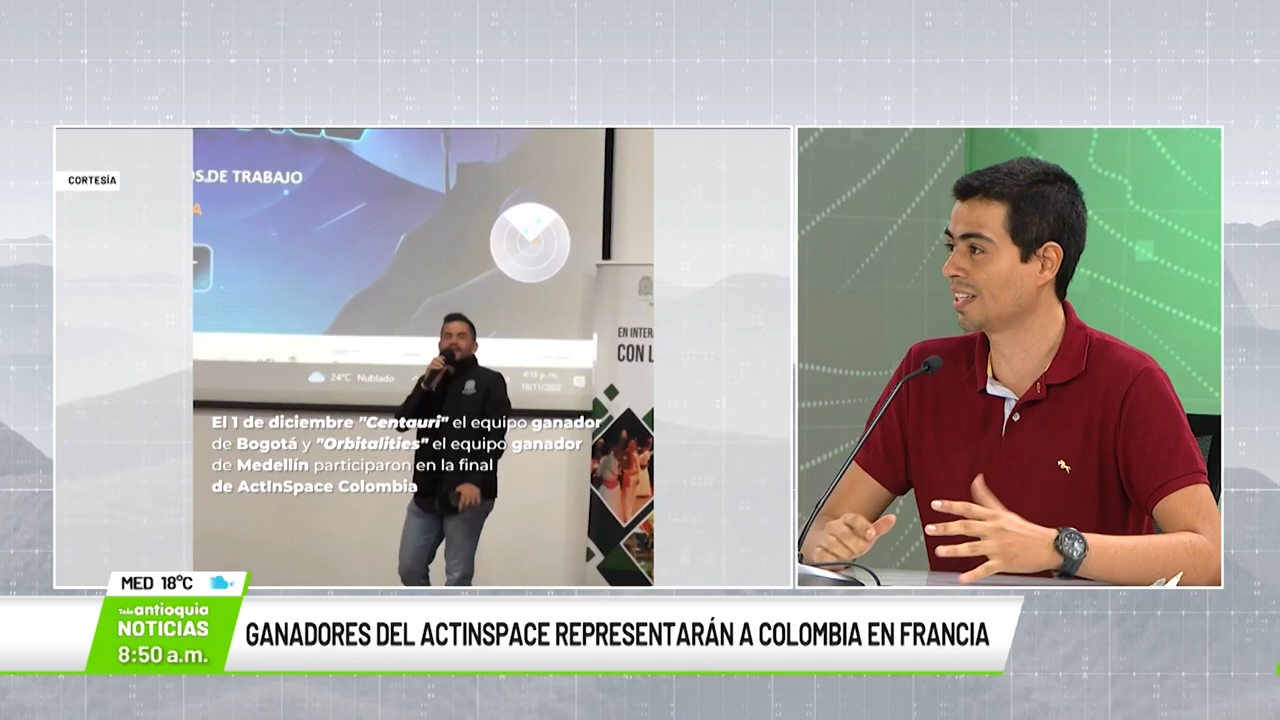 CORTESÍA
S DE TRABAJO
A
24°C Nublado
4:16 p. m.
18/11/2022
EN INTER
CON L
El 1 de diciembre "Centauri" el equipo ganador
de Bogotá y "Orbitalities" el equipo ganador
de Medellín participaron en la final
de ActInSpace Colombia
MED 18°C
Teleantioquia
NOTICIAS
8:50 a.m.
GANADORES DEL ACTINSPACE REPRESENTARÁN A COLOMBIA EN FRANCIA